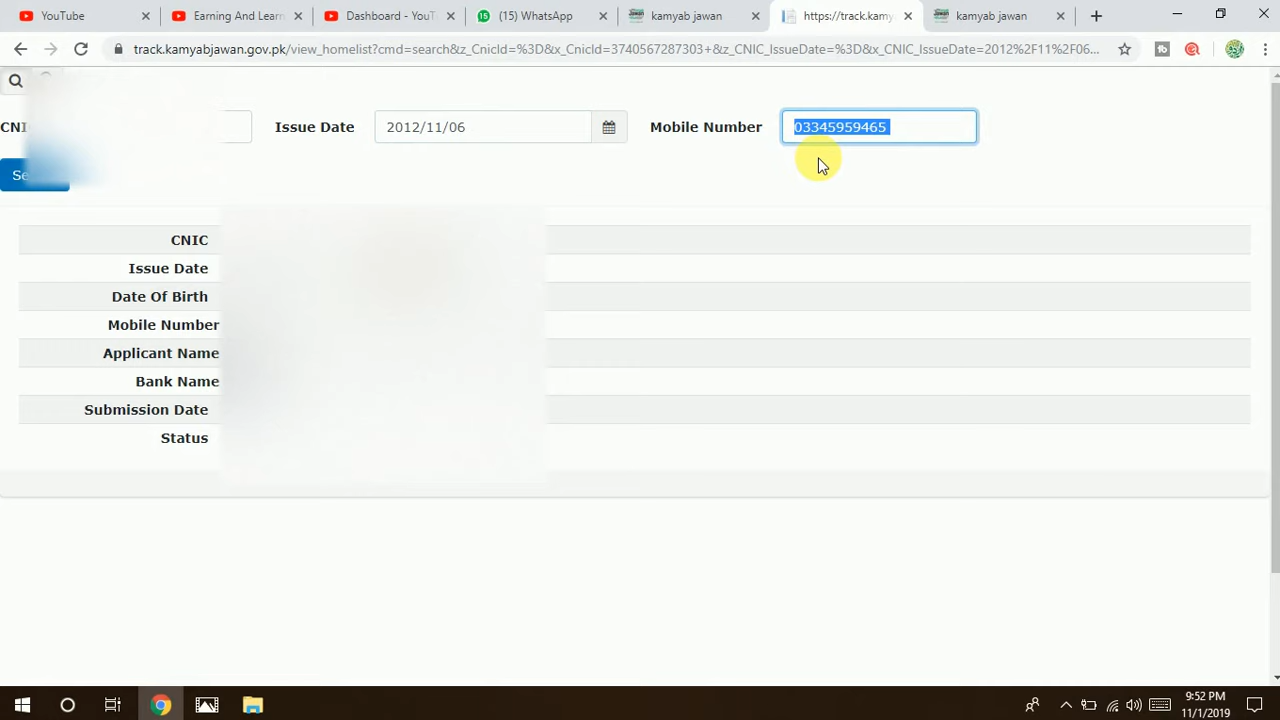 YouTube
Earning And Learn
Dashboard - YouT
(15) WhatsApp
kamyab jawan
https://track.kamy
kamyab jawan
track.kamyabjawan.gov.pk/view_homelist?cmd=search&z_CnicId=%3D&x_CnicId=3740567287303+&z_CNIC_IssueDate=%3D&x_CNIC_IssueDate=2012%2F11%2F06...
CNI
Issue Date
2012/11/06
Mobile Number
03345959465
Se
CNIC
Issue Date
Date Of Birth
Mobile Number
Applicant Name
Bank Name
Submission Date
Status
9:52 PM
11/1/2019